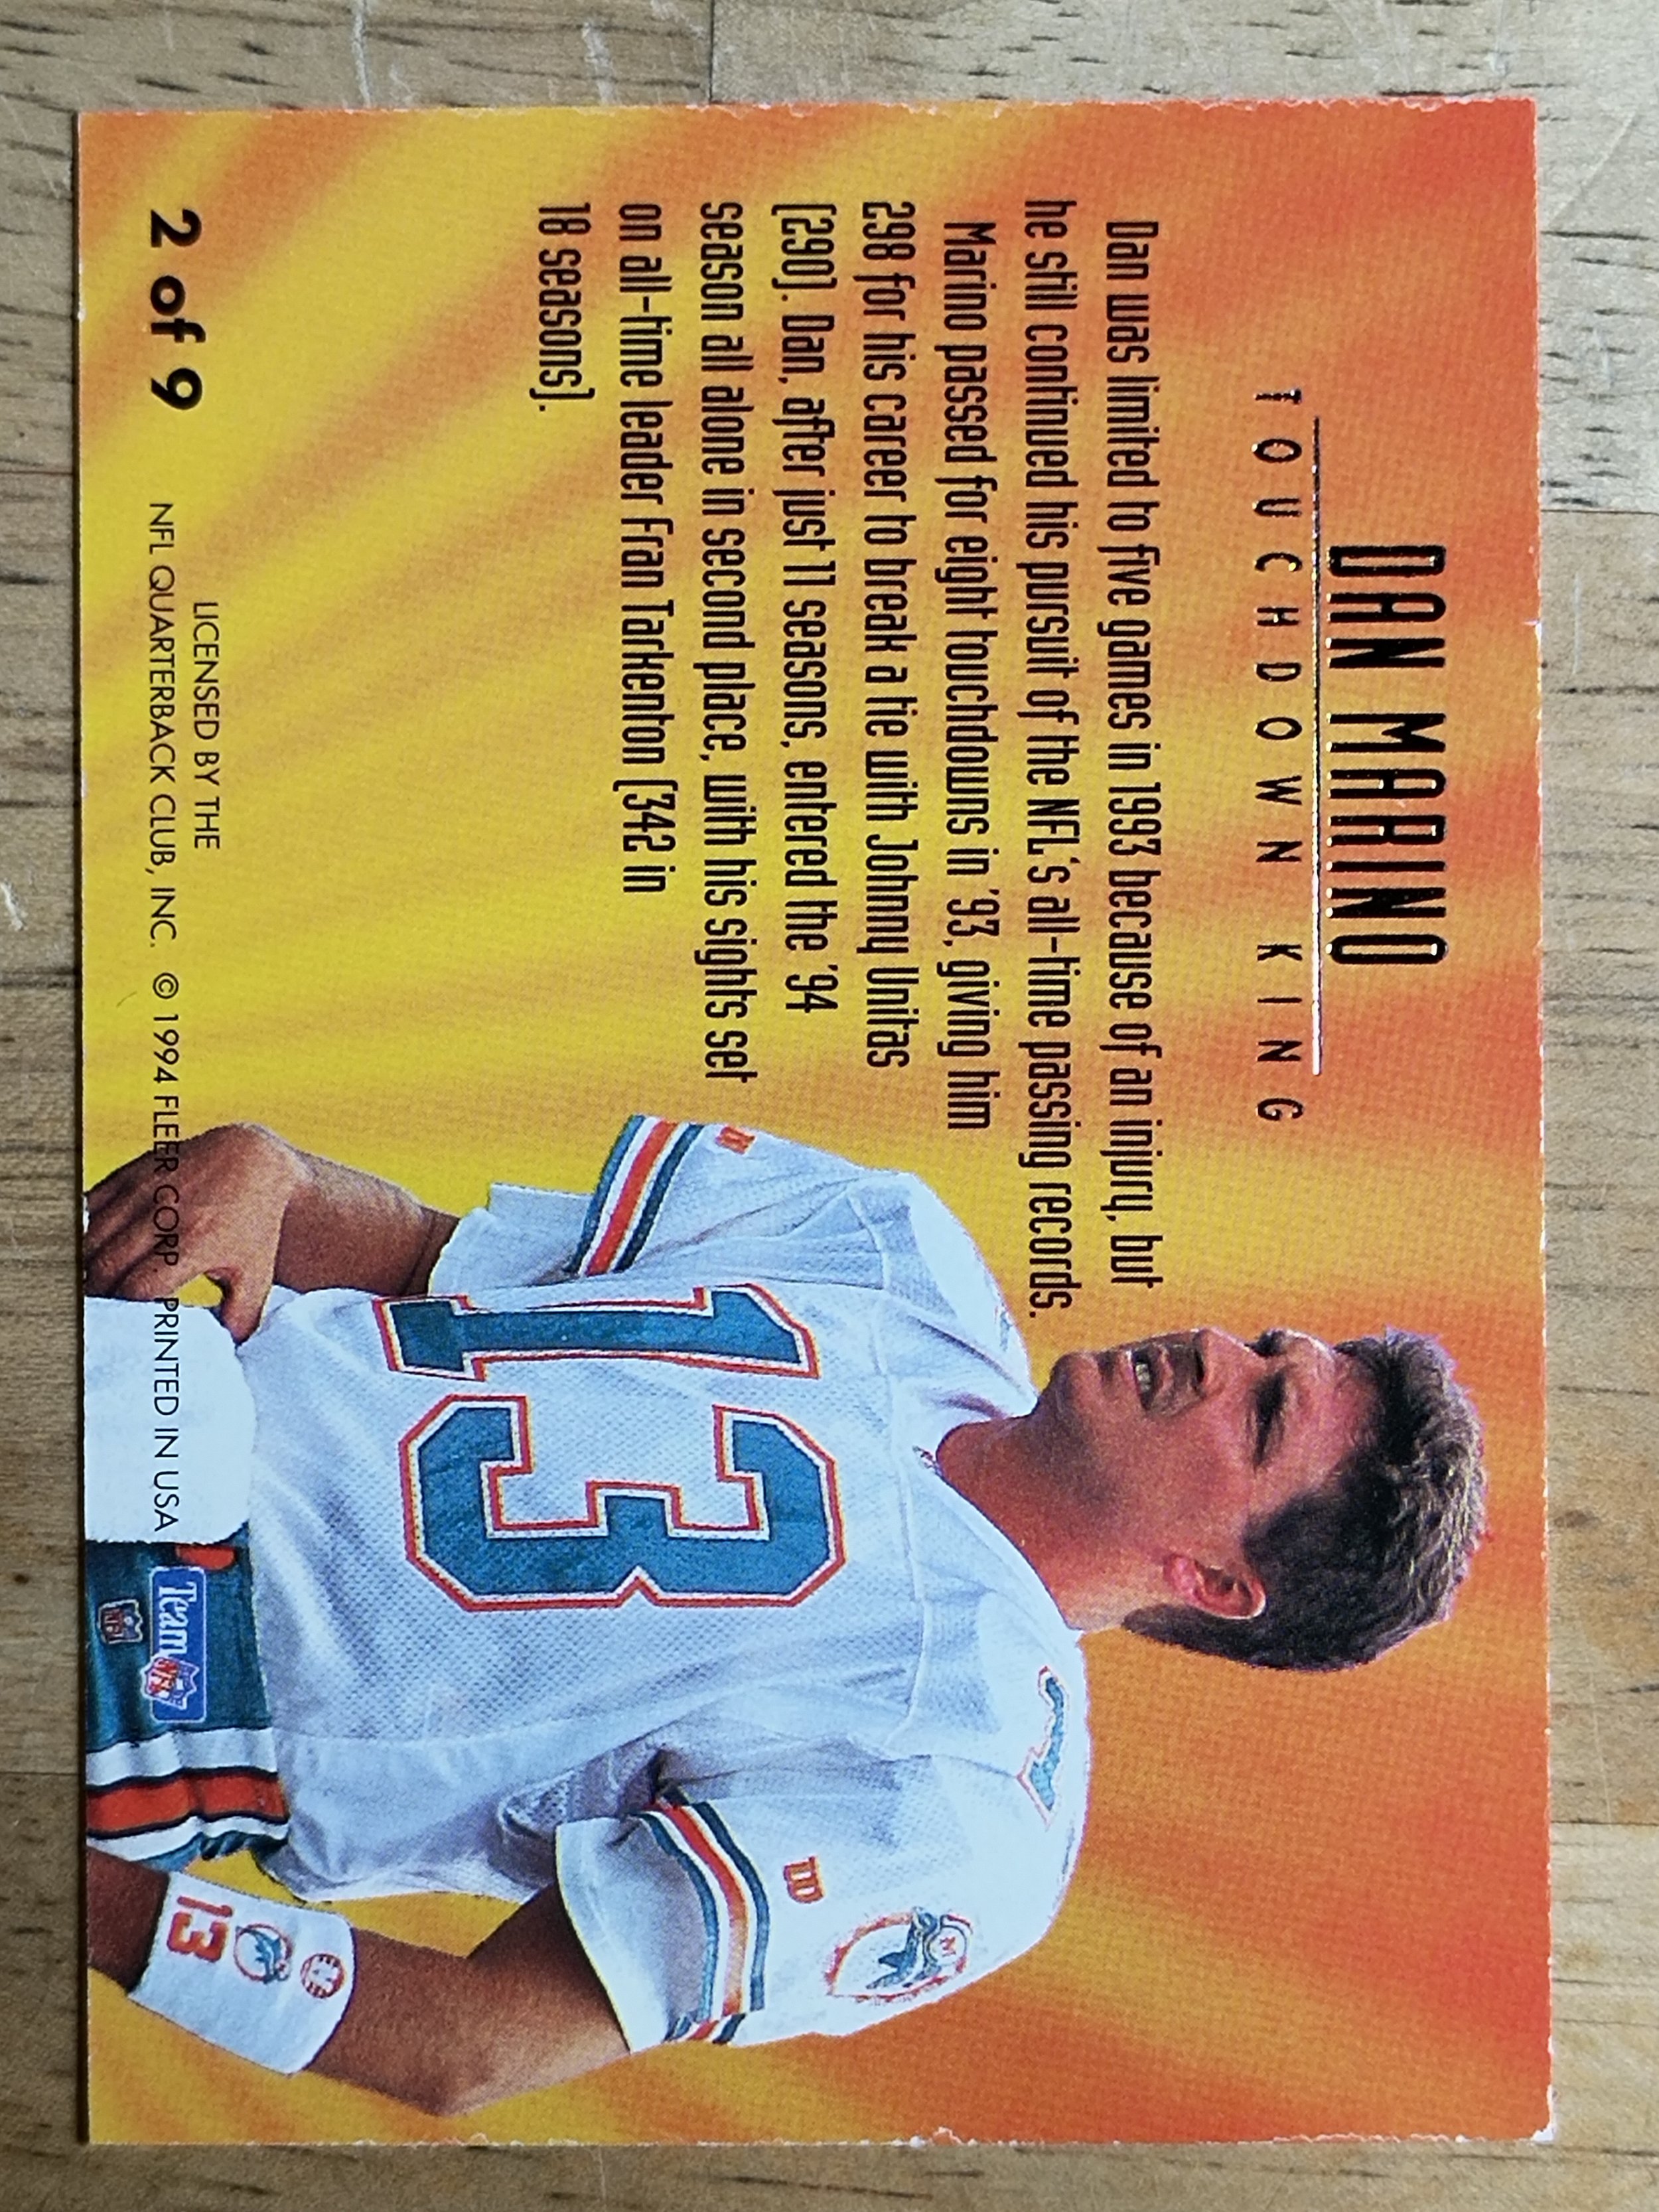 DAN MARINO
TOUCHDOWN KING
Dan was limited to five games in 1993 because of an injury, but
he still continued his pursuit of the NFL's all-time passing records.
Marino passed for eight touchdowns in '93, giving him
298 for his career to break a tie with Johnny Unitas
(290). Dan, after just 11 seasons, entered the '94
season all alone in second place, with his sights set
on all-time leader Fran Tarkenton (342 in
18 seasons).
13
1
M
13
Team NFL
NFL
2 of 9
LICENSED BY THE
NFL QUARTERBACK CLUB, INC. © 1994 FLEER CORP PRINTED IN USA